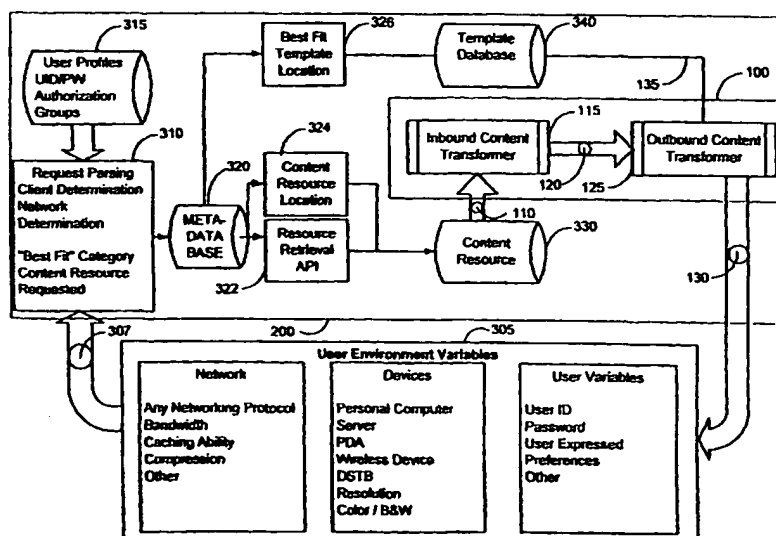 315
User Profiles
UID/PW
Authorization
Groups
310
Request Parsing
Client Determination
Network
Determination
"Best Fit" Category
Content Resource
Requested
320
META-
DATA
BASE
326
Best Fit
Template
Location
324
Content
Resource
Location
Resource
Retrieval
API
322
340
Template
Database
135
100
115
Inbound Content
Transformer
120
125
Outbound Content
Transformer
110
Content
Resource
330
130
200
307
305
User Environment Variables
Network
Any Networking Protocol
Bandwidth
Caching Ability
Compression
Other
Devices
Personal Computer
Server
PDA
Wireless Device
DSTB
Resolution
Color / B&W
User Variables
User ID
Password
User Expressed
Preferences
Other